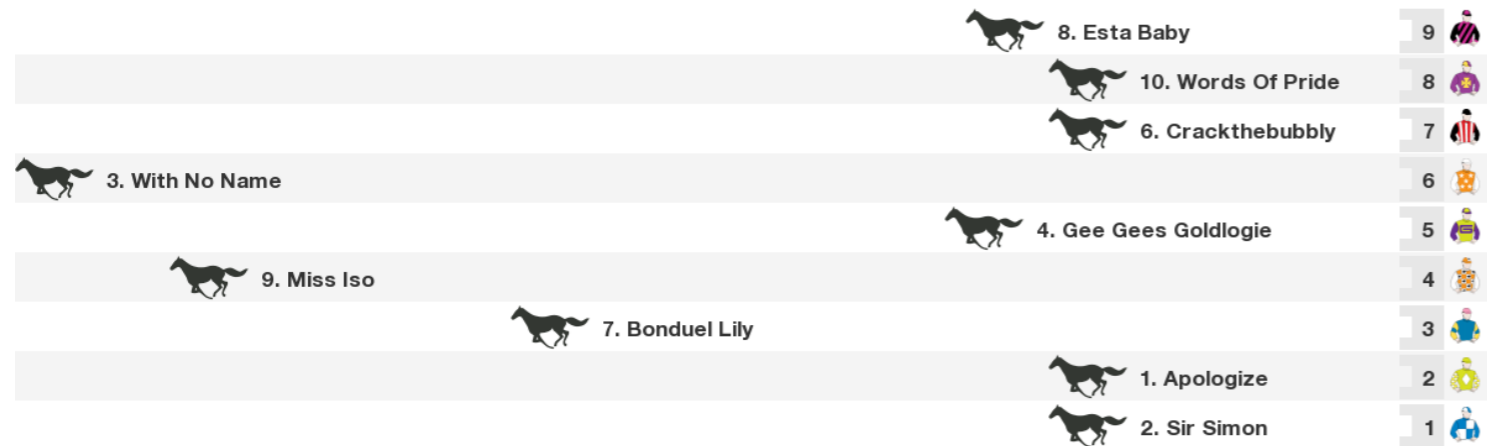 8. Esta Baby 9
10. Words Of Pride 8
6. Crackthebubbly 7
3. With No Name 6
4. Gee Gees Goldlogie 5
9. Miss Iso 4
7. Bonduel Lily 3
1. Apologize 2
2. Sir Simon 1